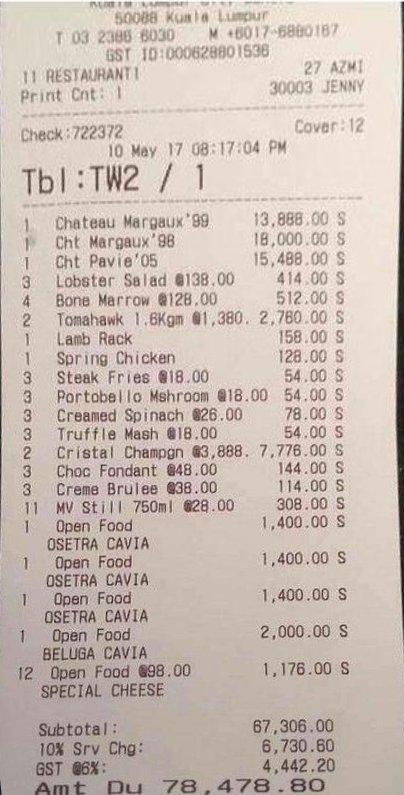 Kuala Lumpur City Centre
50088 Kuala Lumpur
T 03 2386 6030 M +6017-6880167
GST ID:000628801536
11 RESTAURANT1 27 AZMI
Print Cnt: 1 30003 JENNY
Check:722372 Cover:12
10 May 17 08:17:04 PM
Tbl:TW2 / 1
1 Chateau Margaux'99 13,888.00 S
1 Cht Margaux'98 18,000.00 S
1 Cht Pavie'05 15,488.00 S
3 Lobster Salad @138.00 414.00 S
4 Bone Marrow @128.00 512.00 S
2 Tomahawk 1.6Kgm @1,380. 2,760.00 S
1 Lamb Rack 158.00 S
1 Spring Chicken 128.00 S
3 Steak Fries @18.00 54.00 S
3 Portobello Mshroom @18.00 54.00 S
3 Creamed Spinach @26.00 78.00 S
3 Truffle Mash @18.00 54.00 S
2 Cristal Champgn @3,888. 7,776.00 S
3 Choc Fondant @48.00 144.00 S
3 Creme Brulee @38.00 114.00 S
11 MV Still 750ml @28.00 308.00 S
1 Open Food 1,400.00 S
OSETRA CAVIA
1 Open Food 1,400.00 S
OSETRA CAVIA
1 Open Food 1,400.00 S
OSETRA CAVIA
1 Open Food 2,000.00 S
BELUGA CAVIA
12 Open Food @98.00 1,176.00 S
SPECIAL CHEESE
Subtotal: 67,306.00
10% Srv Chg: 6,730.60
GST @6%: 4,442.20
Amt Du 78,478.80